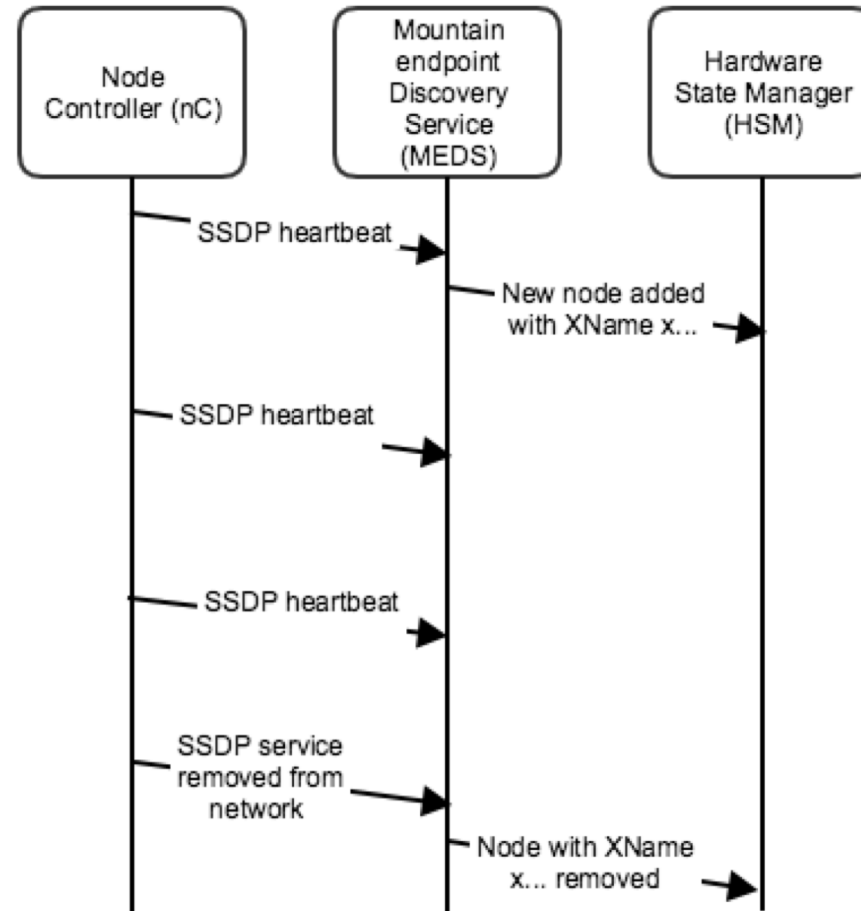 Node
Controller (nC)
Mountain
endpoint
Discovery
Service
(MEDS)
Hardware
State Manager
(HSM)
SSDP heartbeat
New node added
with XName x...
SSDP heartbeat
SSDP heartbeat
SSDP service
removed from
network
Node with XName
x... removed